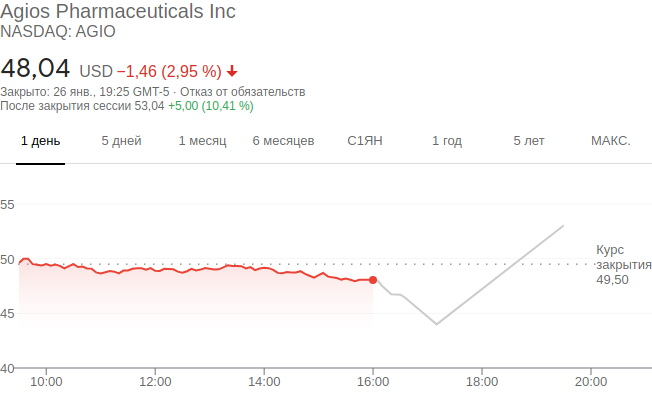 Agios Pharmaceuticals Inc
NASDAQ: AGIO
48,04 USD −1,46 (2,95 %)
Закрыто: 26 янв., 19:25 GMT-5 · Отказ от обязательств
После закрытия сессии 53,04 +5,00 (10,41 %)
1 день 5 дней 1 месяц 6 месяцев С1ЯН 1 год 5 лет МАКС.
55
50
45
40
Курс
закрытия
49,50
10:00 12:00 14:00 16:00 18:00 20:00